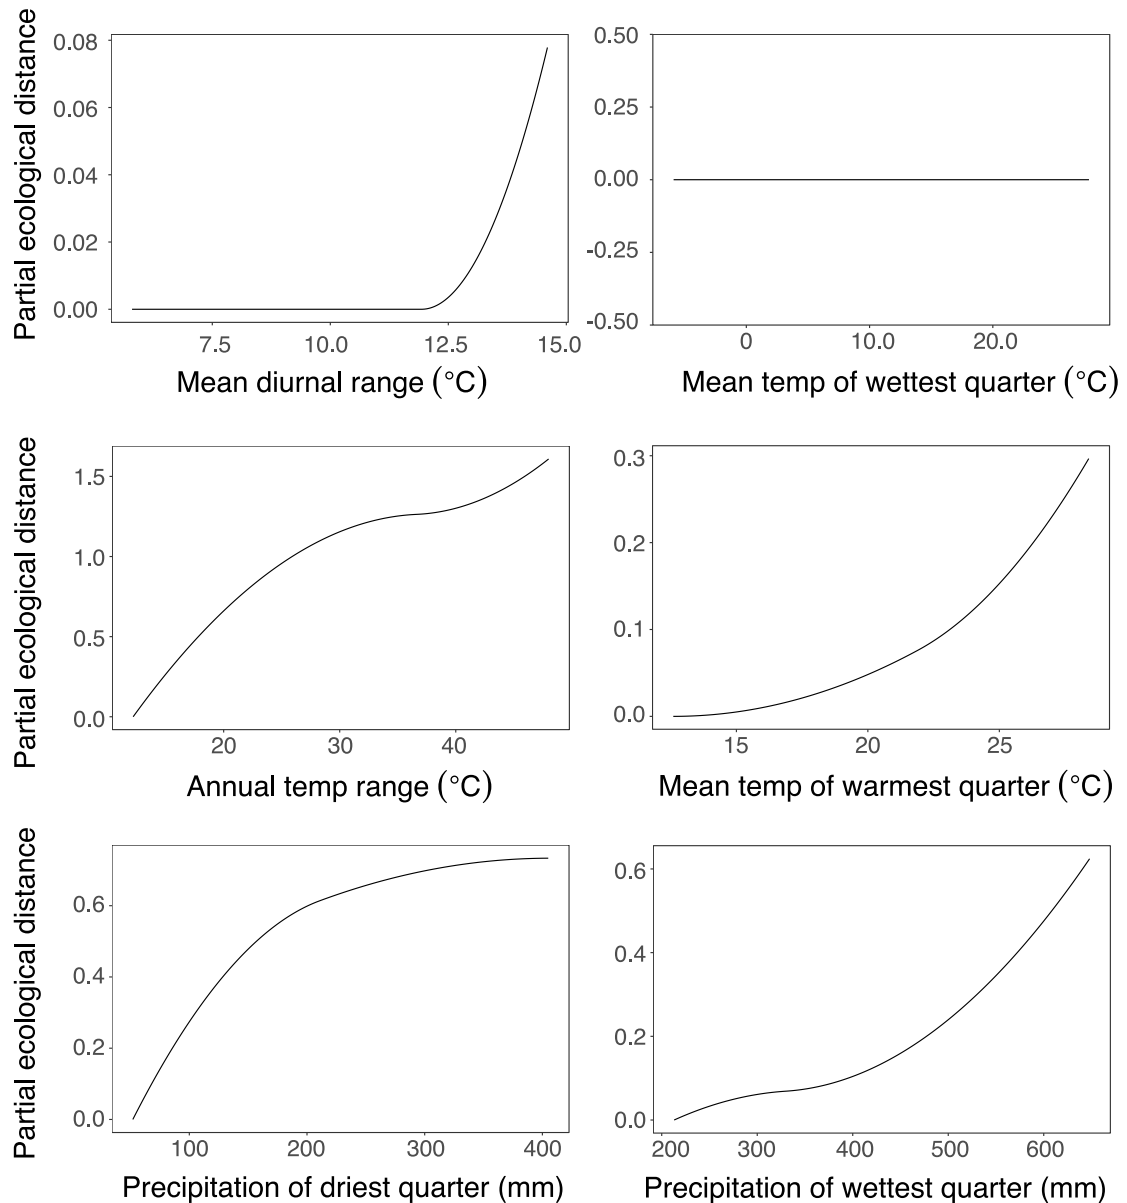 Partial ecological distance
0.08
0.06
0.04
0.02
0.00
7.5 10.0 12.5 15.0
Mean diurnal range (°C)
0.50
0.25
0.00
-0.25
-0.50
0 10.0 20.0
Mean temp of wettest quarter (°C)
Partial ecological distance
1.5
1.0
0.5
0.0
20 30 40
Annual temp range (°C)
0.3
0.2
0.1
0.0
15 20 25
Mean temp of warmest quarter (°C)
Partial ecological distance
0.6
0.4
0.2
0.0
100 200 300 400
Precipitation of driest quarter (mm)
0.6
0.4
0.2
0.0
200 300 400 500 600
Precipitation of wettest quarter (mm)